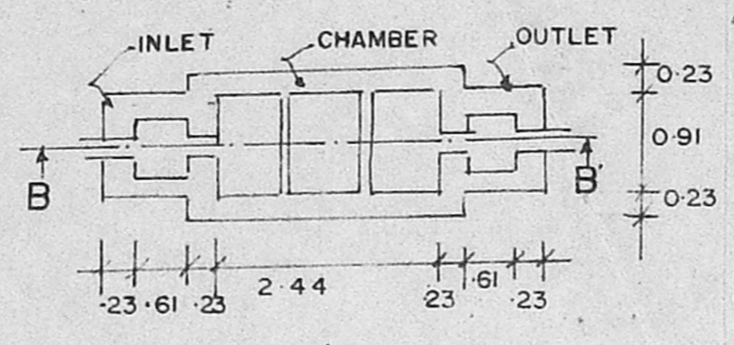 INLET
CHAMBER
OUTLET
0.23
0.91
0.23
B
B'
.23 .61 .23 2.44 23 .61 .23